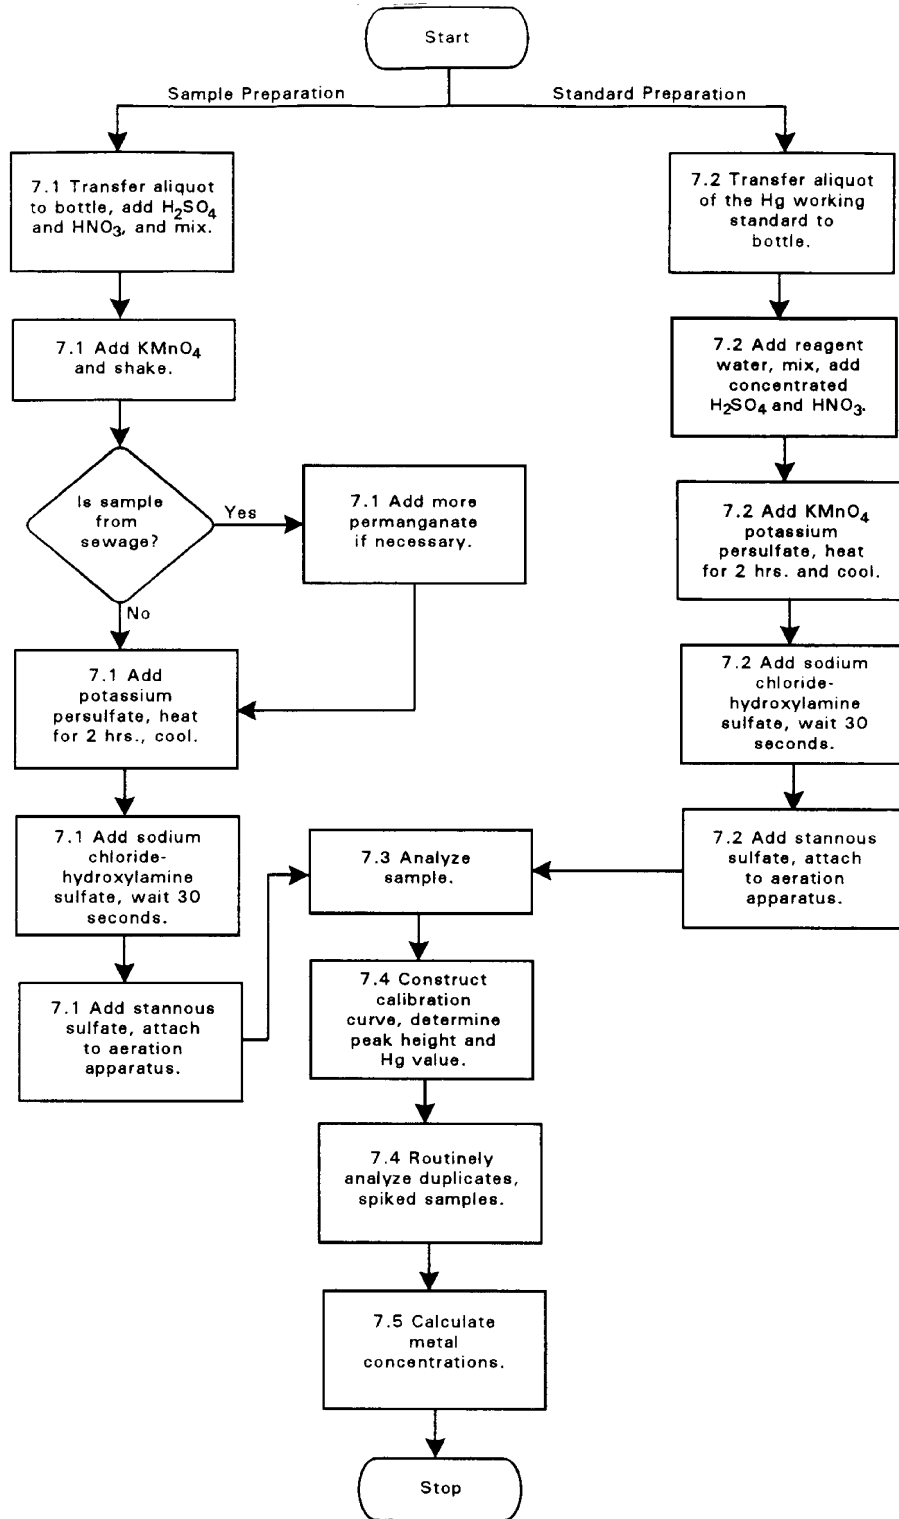 Start
Sample Preparation
Standard Preparation
7.1 Transfer aliquot
to bottle, add H₂SO₄
and HNO₃, and mix.
7.1 Add KMnO₄
and shake.
Is sample
from
sewage?
Yes
No
7.1 Add more
permanganate
if necessary.
7.1 Add
potassium
persulfate, heat
for 2 hrs., cool.
7.1 Add sodium
chloride-
hydroxylamine
sulfate, wait 30
seconds.
7.1 Add stannous
sulfate, attach
to aeration
apparatus.
7.2 Transfer aliquot
of the Hg working
standard to
bottle.
7.2 Add reagent
water, mix, add
concentrated
H₂SO₄ and HNO₃.
7.2 Add KMnO₄
potassium
persulfate, heat
for 2 hrs. and cool.
7.2 Add sodium
chloride-
hydroxylamine
sulfate, wait 30
seconds.
7.2 Add stannous
sulfate, attach
to aeration
apparatus.
7.3 Analyze
sample.
7.4 Construct
calibration
curve, determine
peak height and
Hg value.
7.4 Routinely
analyze duplicates,
spiked samples.
7.5 Calculate
metal
concentrations.
Stop